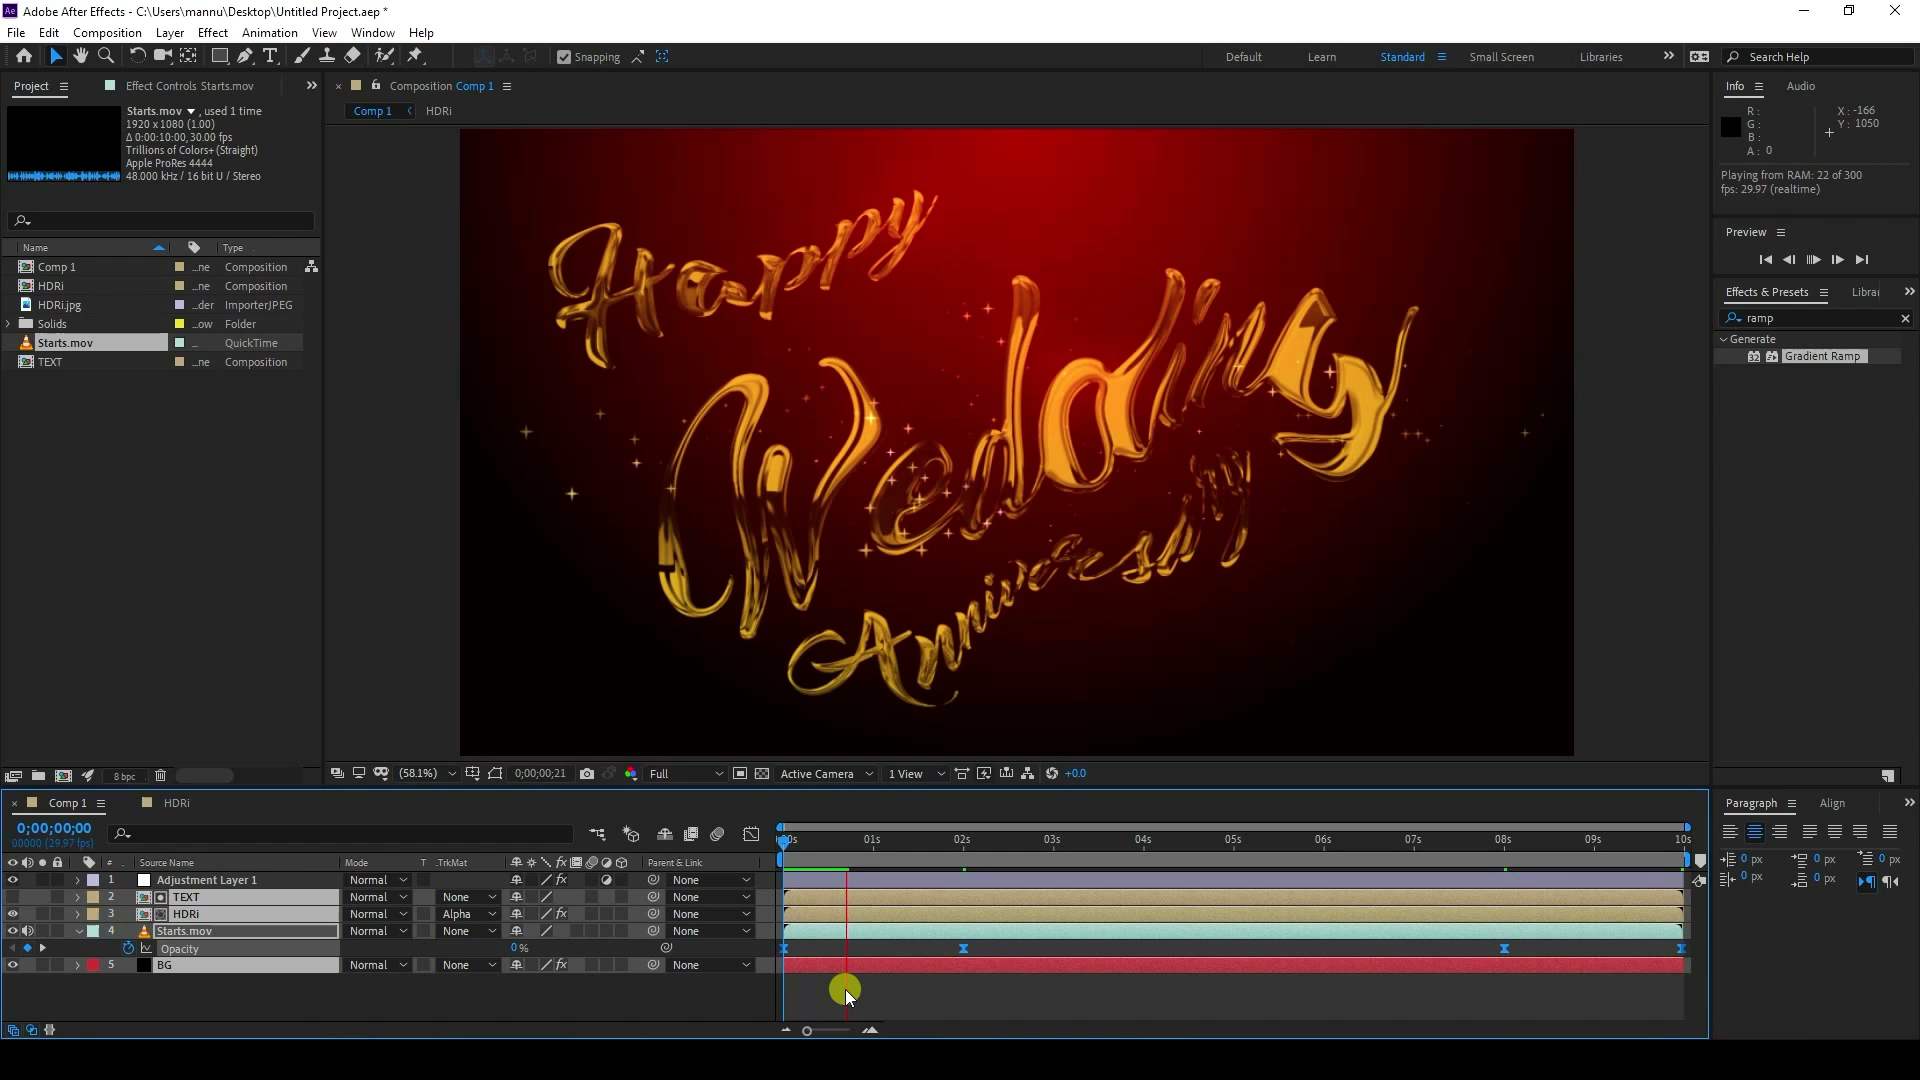 Adobe After Effects - C:\Users\mannu\Desktop\Untitled Project.aep *
File Edit Composition Layer Effect Animation View Window Help
Snapping
Default Learn Standard Small Screen Libraries
Search Help
Project Effect Controls Starts.mov
Starts.mov , used 1 time
1920 x 1080 (1.00)
Δ 0:00:10:00, 30.00 fps
Trillions of Colors+ (Straight)
Apple ProRes 4444
48.000 kHz / 16 bit U / Stereo
Name Type
Comp 1 ...ne Composition
HDRi ...ne Composition
HDRi.jpg ...der ImporterJPEG
Solids ...ow Folder
Starts.mov ... QuickTime
TEXT ...ne Composition
8 bpc
Composition Comp 1
Comp 1 HDRi
Happy
Wedding
Anniversary
(58.1%) 0;00;00;21 Full Active Camera 1 View +0.0
Info Audio
R:
G:
B:
A: 0
X: -166
Y: 1050
Playing from RAM: 22 of 300
fps: 29.97 (realtime)
Preview
Effects & Presets Librar
ramp
Generate
32 Gradient Ramp
Comp 1 HDRi
0;00;00;00
00000 (29.97 fps)
# Source Name Mode T .TrkMat Parent & Link
1 Adjustment Layer 1 Normal None
2 TEXT Normal None None
3 HDRi Normal Alpha None
4 Starts.mov Normal None None
Opacity 0 %
5 BG Normal None None
00s 01s 02s 03s 04s 05s 06s 07s 08s 09s 10s
Paragraph Align
0 px 0 px 0 px
0 px 0 px